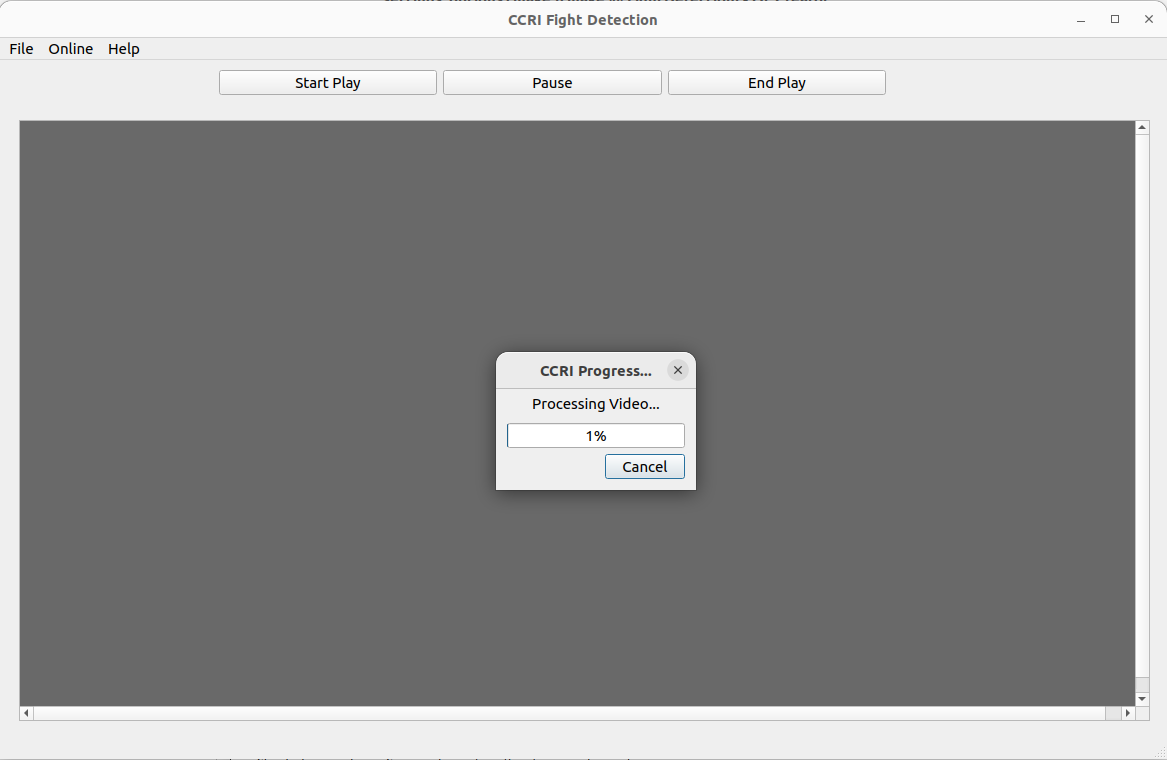 CCRI Fight Detection
File Online Help
Start Play Pause End Play
CCRI Progress...
Processing Video...
1%
Cancel